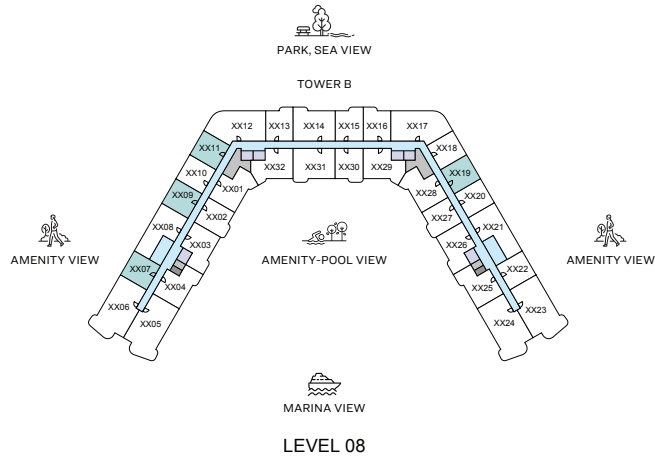 PARK, SEA VIEW
TOWER B
XX12
XX13
XX14
XX15
XX16
XX17
XX11
XX18
XX10
XX01
XX32
XX31
XX30
XX29
XX28
XX19
XX09
XX02
XX27
XX20
XX08
XX03
XX26
XX21
AMENITY VIEW
AMENITY-POOL VIEW
AMENITY VIEW
XX07
XX04
XX25
XX22
XX06
XX05
XX24
XX23
MARINA VIEW
LEVEL 08